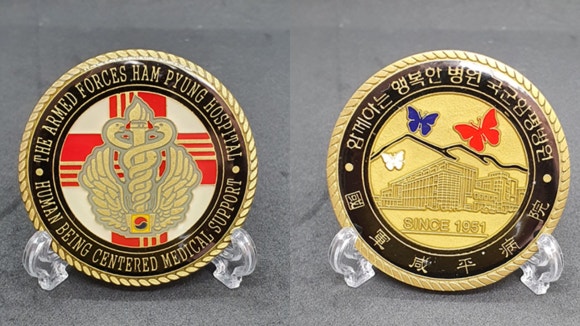 · THE ARMED FORCES HAM PYUNG HOSPITAL ·
HUMAN BEING CENTERED MEDICAL SUPPORT
· 함께하는 행복한 병원 국군함평병원 ·
SINCE 1951
國軍咸平病院